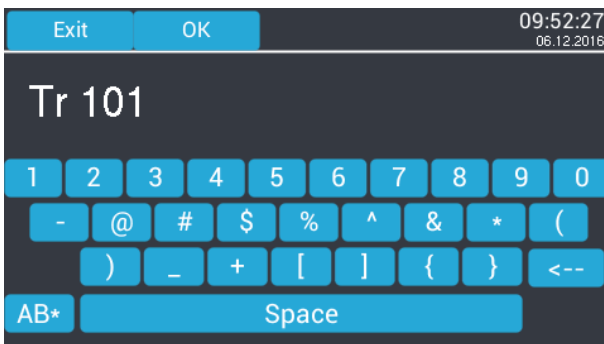 Exit OK 09:52:27
06.12.2016
Tr 101
1 2 3 4 5 6 7 8 9 0
- @ # $ % ^ & * (
) _ + [ ] { } <--
AB* Space